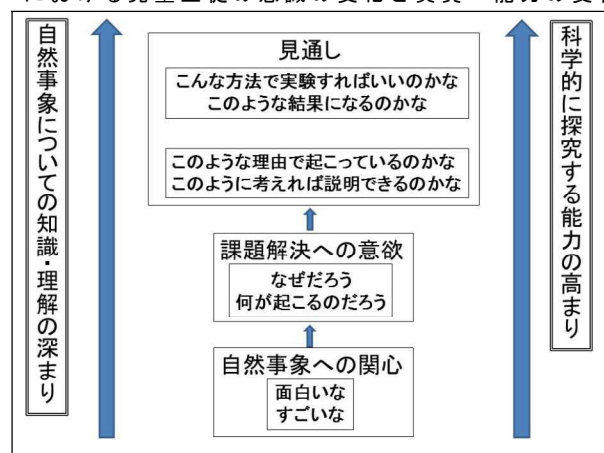 自然事象についての知識・理解の深まり
見通し
こんな方法で実験すればいいのかな
このような結果になるのかな
このような理由で起こっているのかな
このように考えれば説明できるのかな
課題解決への意欲
なぜだろう
何が起こるのだろう
自然事象への関心
面白いな
すごいな
科学的に探究する能力の高まり